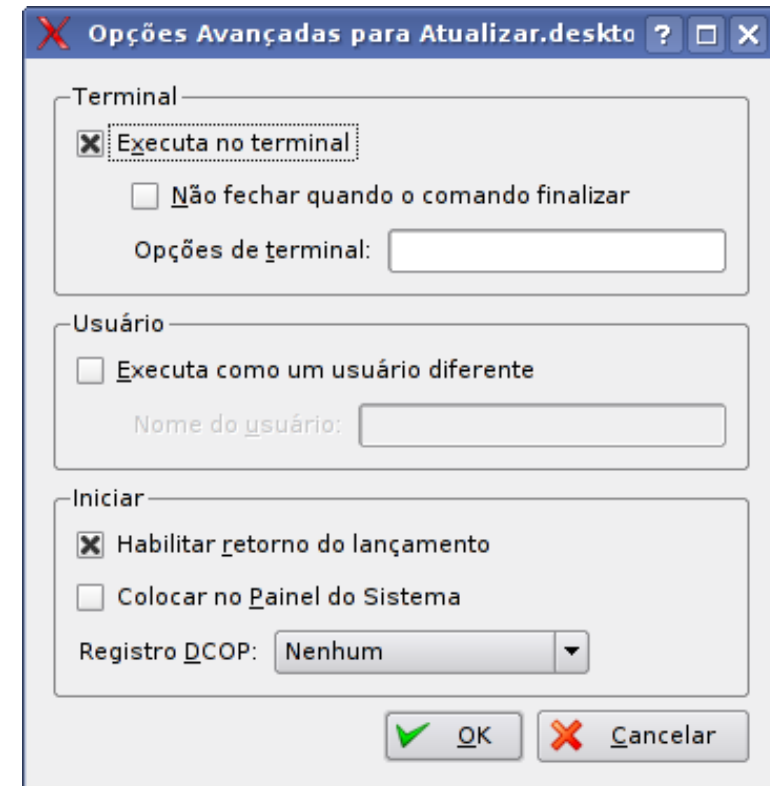 Opções Avançadas para Atualizar.deskto
Terminal
Executa no terminal
Não fechar quando o comando finalizar
Opções de terminal:
Usuário
Executa como um usuário diferente
Nome do usuário:
Iniciar
Habilitar retorno do lançamento
Colocar no Painel do Sistema
Registro DCOP: Nenhum
OK Cancelar